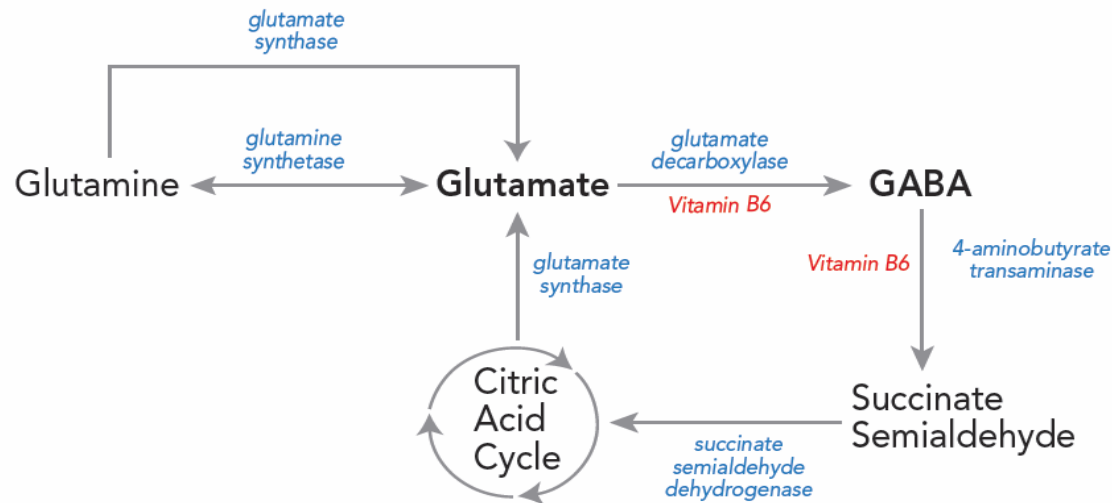 glutamate
synthase
glutamine
synthetase
glutamate
decarboxylase
Glutamine
Glutamate
GABA
Vitamin B6
glutamate
synthase
Vitamin B6
4-aminobutyrate
transaminase
Citric
Acid
Cycle
Succinate
Semialdehyde
succinate
semialdehyde
dehydrogenase